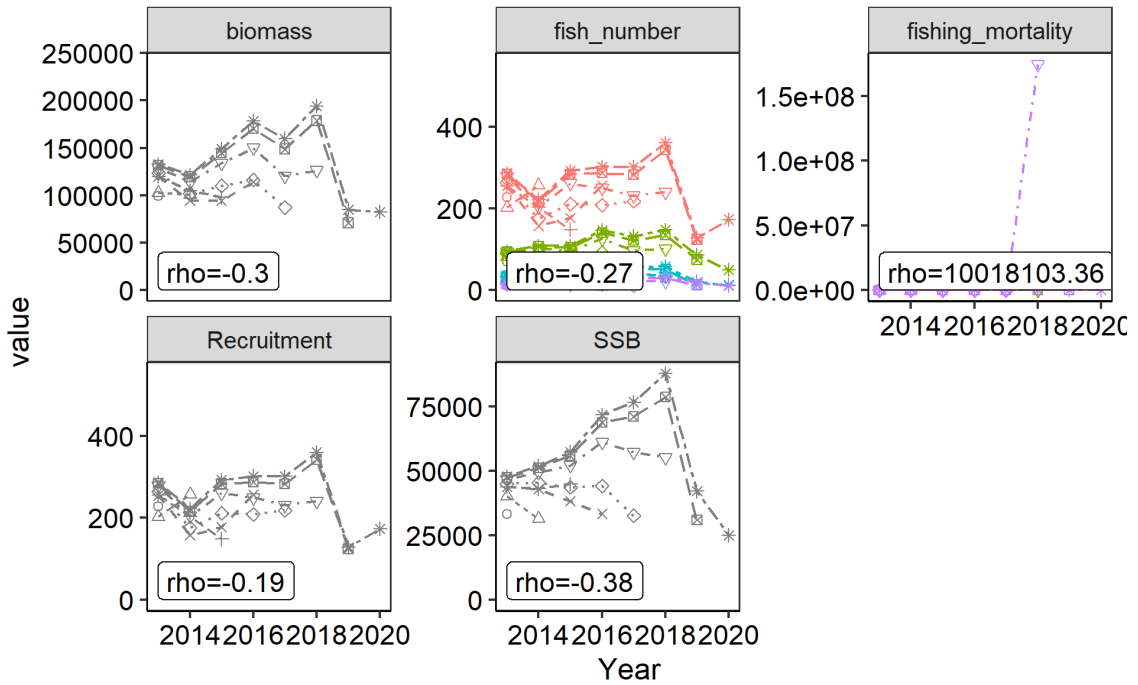 biomass
fish_number
fishing_mortality
250000
200000
150000
100000
50000
0
rho=-0.3
400
200
0
rho=-0.27
1.5e+08
1.0e+08
5.0e+07
0.0e+00
rho=10018103.36
2014 2016 2018 2020
value
Recruitment
SSB
400
200
0
rho=-0.19
75000
50000
25000
0
rho=-0.38
2014 2016 2018 2020
2014 2016 2018 2020
Year